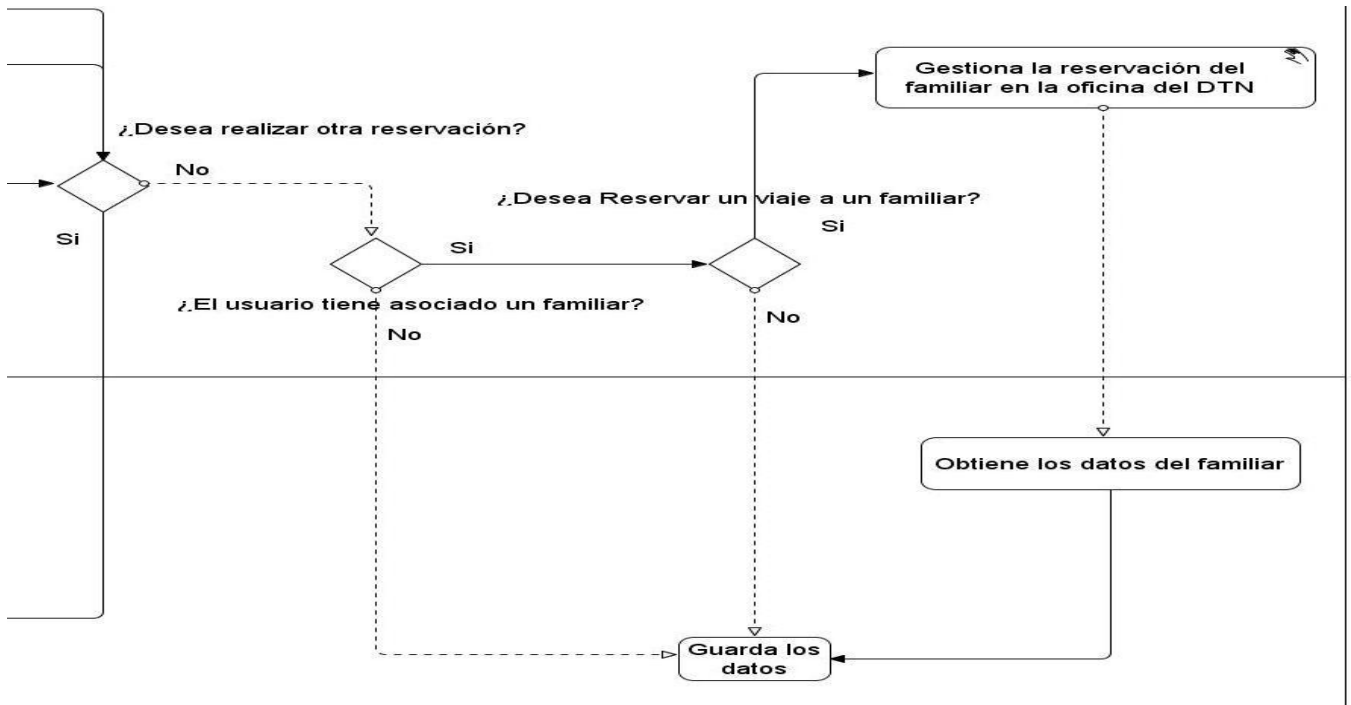 Gestiona la reservación del
familiar en la oficina del DTN
¿Desea realizar otra reservación?
No
¿Desea Reservar un viaje a un familiar?
Si
Si
Si
¿El usuario tiene asociado un familiar?
No
No
Obtiene los datos del familiar
Guarda los
datos